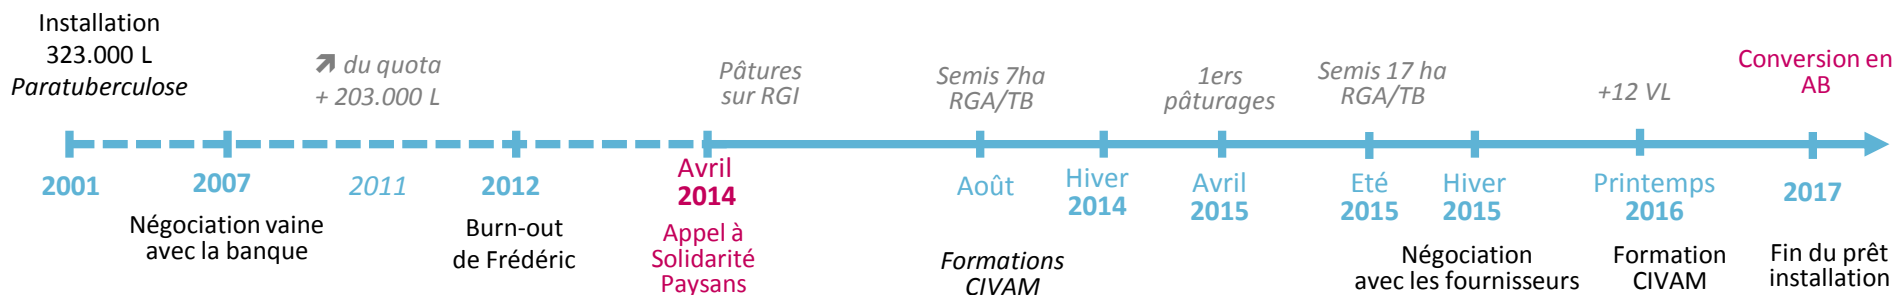 Installation
323.000 L
Paratuberculose
↗ du quota
+ 203.000 L
Pâtures
sur RGI
Semis 7ha
RGA/TB
1ers
pâturages
Semis 17 ha
RGA/TB
+12 VL
Conversion en
AB
2001
2007
2011
2012
Avril
2014
Août
Hiver
2014
Avril
2015
Eté
2015
Hiver
2015
Printemps
2016
2017
Négociation vaine
avec la banque
Burn-out
de Frédéric
Appel à
Solidarité
Paysans
Formations
CIVAM
Négociation
avec les fournisseurs
Formation
CIVAM
Fin du prêt
installation